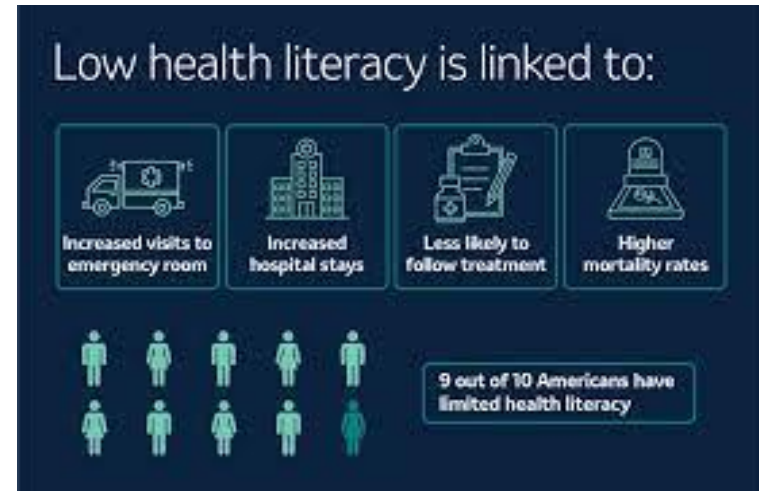 Low health literacy is linked to:
Increased visits to
emergency room
Increased
hospital stays
Less likely to
follow treatment
Higher
mortality rates
9 out of 10 Americans have
limited health literacy